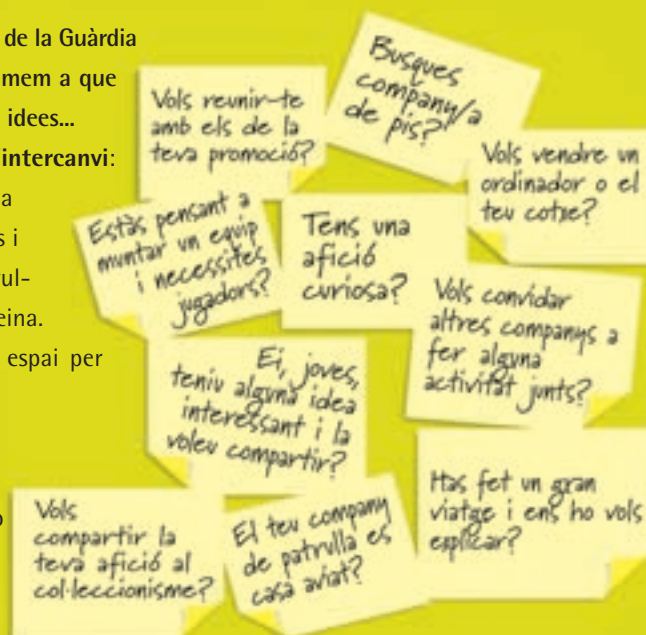 de la Guàrdia
mem a que
idees...
intercanvi:
a
s i
vul-
eina.
espai per
o
Busques
company/a
de pis?
Vols reunir-te
amb els de la
teva promoció?
Vols vendre un
ordinador o el
teu cotxe?
Estàs pensant a
muntar un equip
i necessites
jugadors?
Tens una
afició
curiosa?
Vols convidar
altres companys a
fer alguna
activitat junts?
Ei, joves,
teniu alguna idea
interessant i la
voleu compartir?
Has fet un gran
viatge i ens ho vols
explicar?
Vols
compartir la
teva afició al
col·leccionisme?
El teu company
de patrulla es
casa aviat?